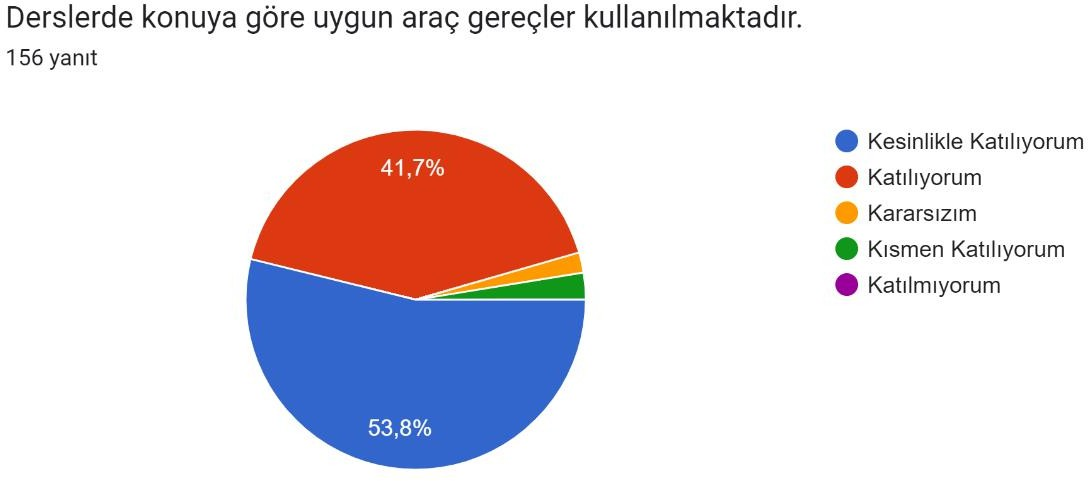 Derslerde konuya göre uygun araç gereçler kullanılmaktadır.
156 yanıt
41,7%
53,8%
Kesinlikle Katılıyorum
Katılıyorum
Kararsızım
Kısmen Katılıyorum
Katılmıyorum